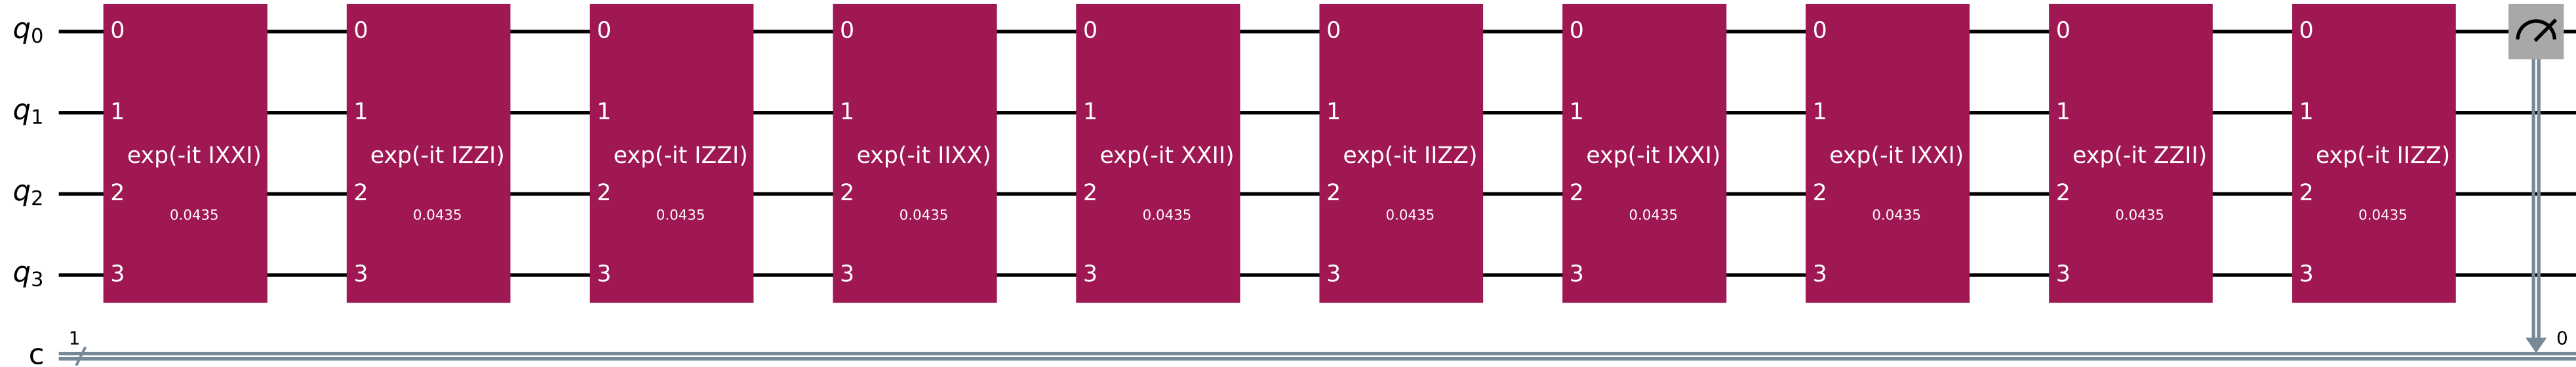 q0 0 0 0 0 0 0 0 0 0 0
q1 1 1 1 1 1 1 1 1 1 1
exp(-it IXXI) exp(-it IZZI) exp(-it IZZI) exp(-it IIXX) exp(-it XXII) exp(-it IIZZ) exp(-it IXXI) exp(-it IXXI) exp(-it ZZII) exp(-it IIZZ)
q2 2 2 2 2 2 2 2 2 2 2
0.0435 0.0435 0.0435 0.0435 0.0435 0.0435 0.0435 0.0435 0.0435 0.0435
q3 3 3 3 3 3 3 3 3 3 3
1 0
c